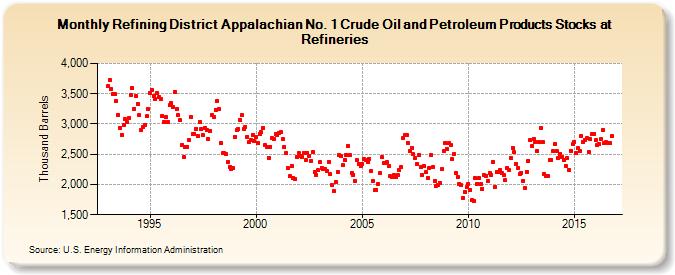 Monthly Refining District Appalachian No. 1 Crude Oil and Petroleum Products Stocks at
Refineries
Thousand Barrels
4,000
3,500
3,000
2,500
2,000
1,500
1995
2000
2005
2010
2015
Source: U.S. Energy Information Administration